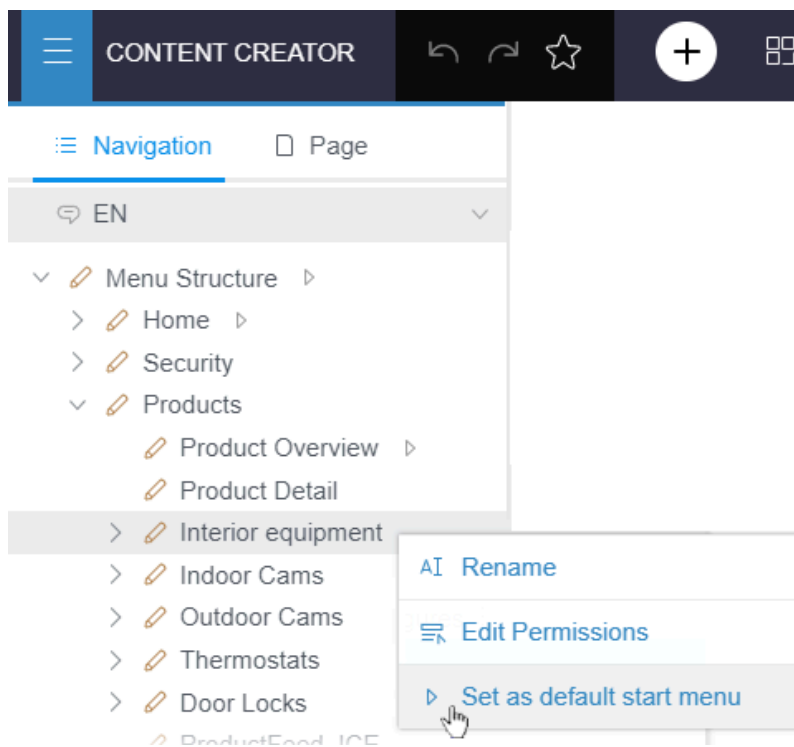 CONTENT CREATOR
Navigation Page
EN
Menu Structure
Home
Security
Products
Product Overview
Product Detail
Interior equipment
Indoor Cams
Outdoor Cams
Thermostats
Door Locks
Rename
Edit Permissions
Set as default start menu